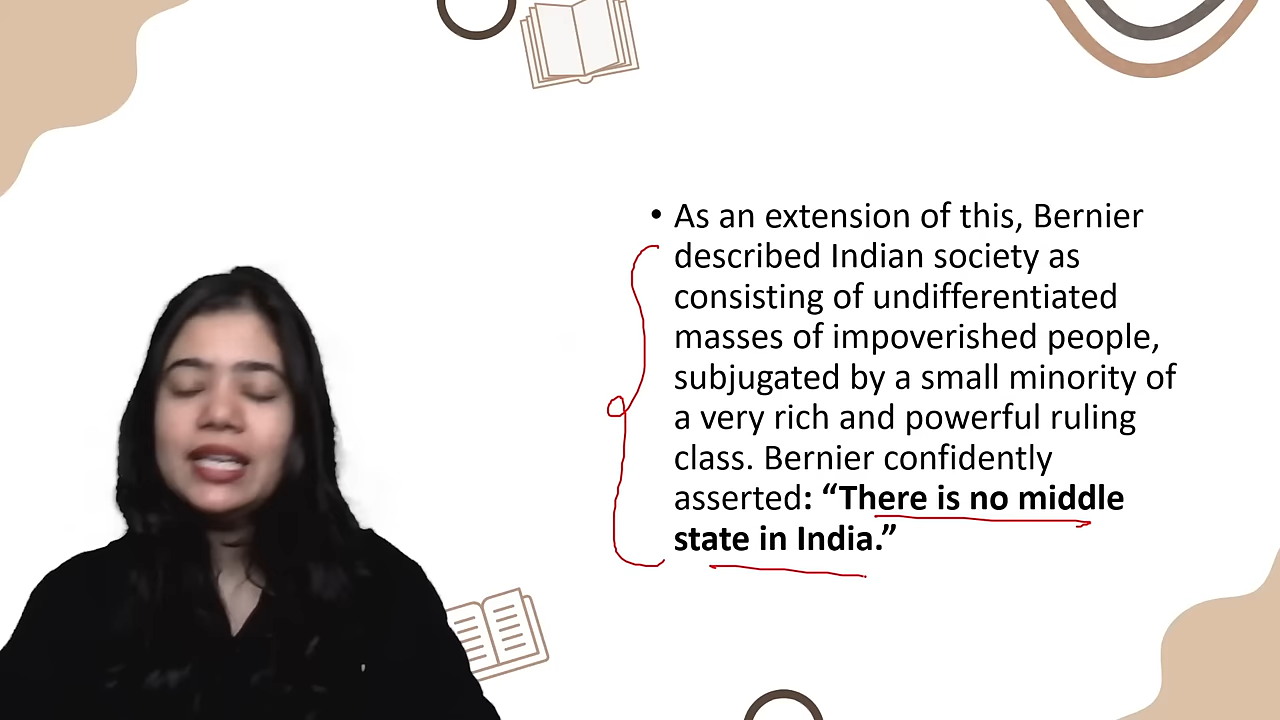 • As an extension of this, Bernier
described Indian society as
consisting of undifferentiated
masses of impoverished people,
subjugated by a small minority of
a very rich and powerful ruling
class. Bernier confidently
asserted: “There is no middle
state in India.”